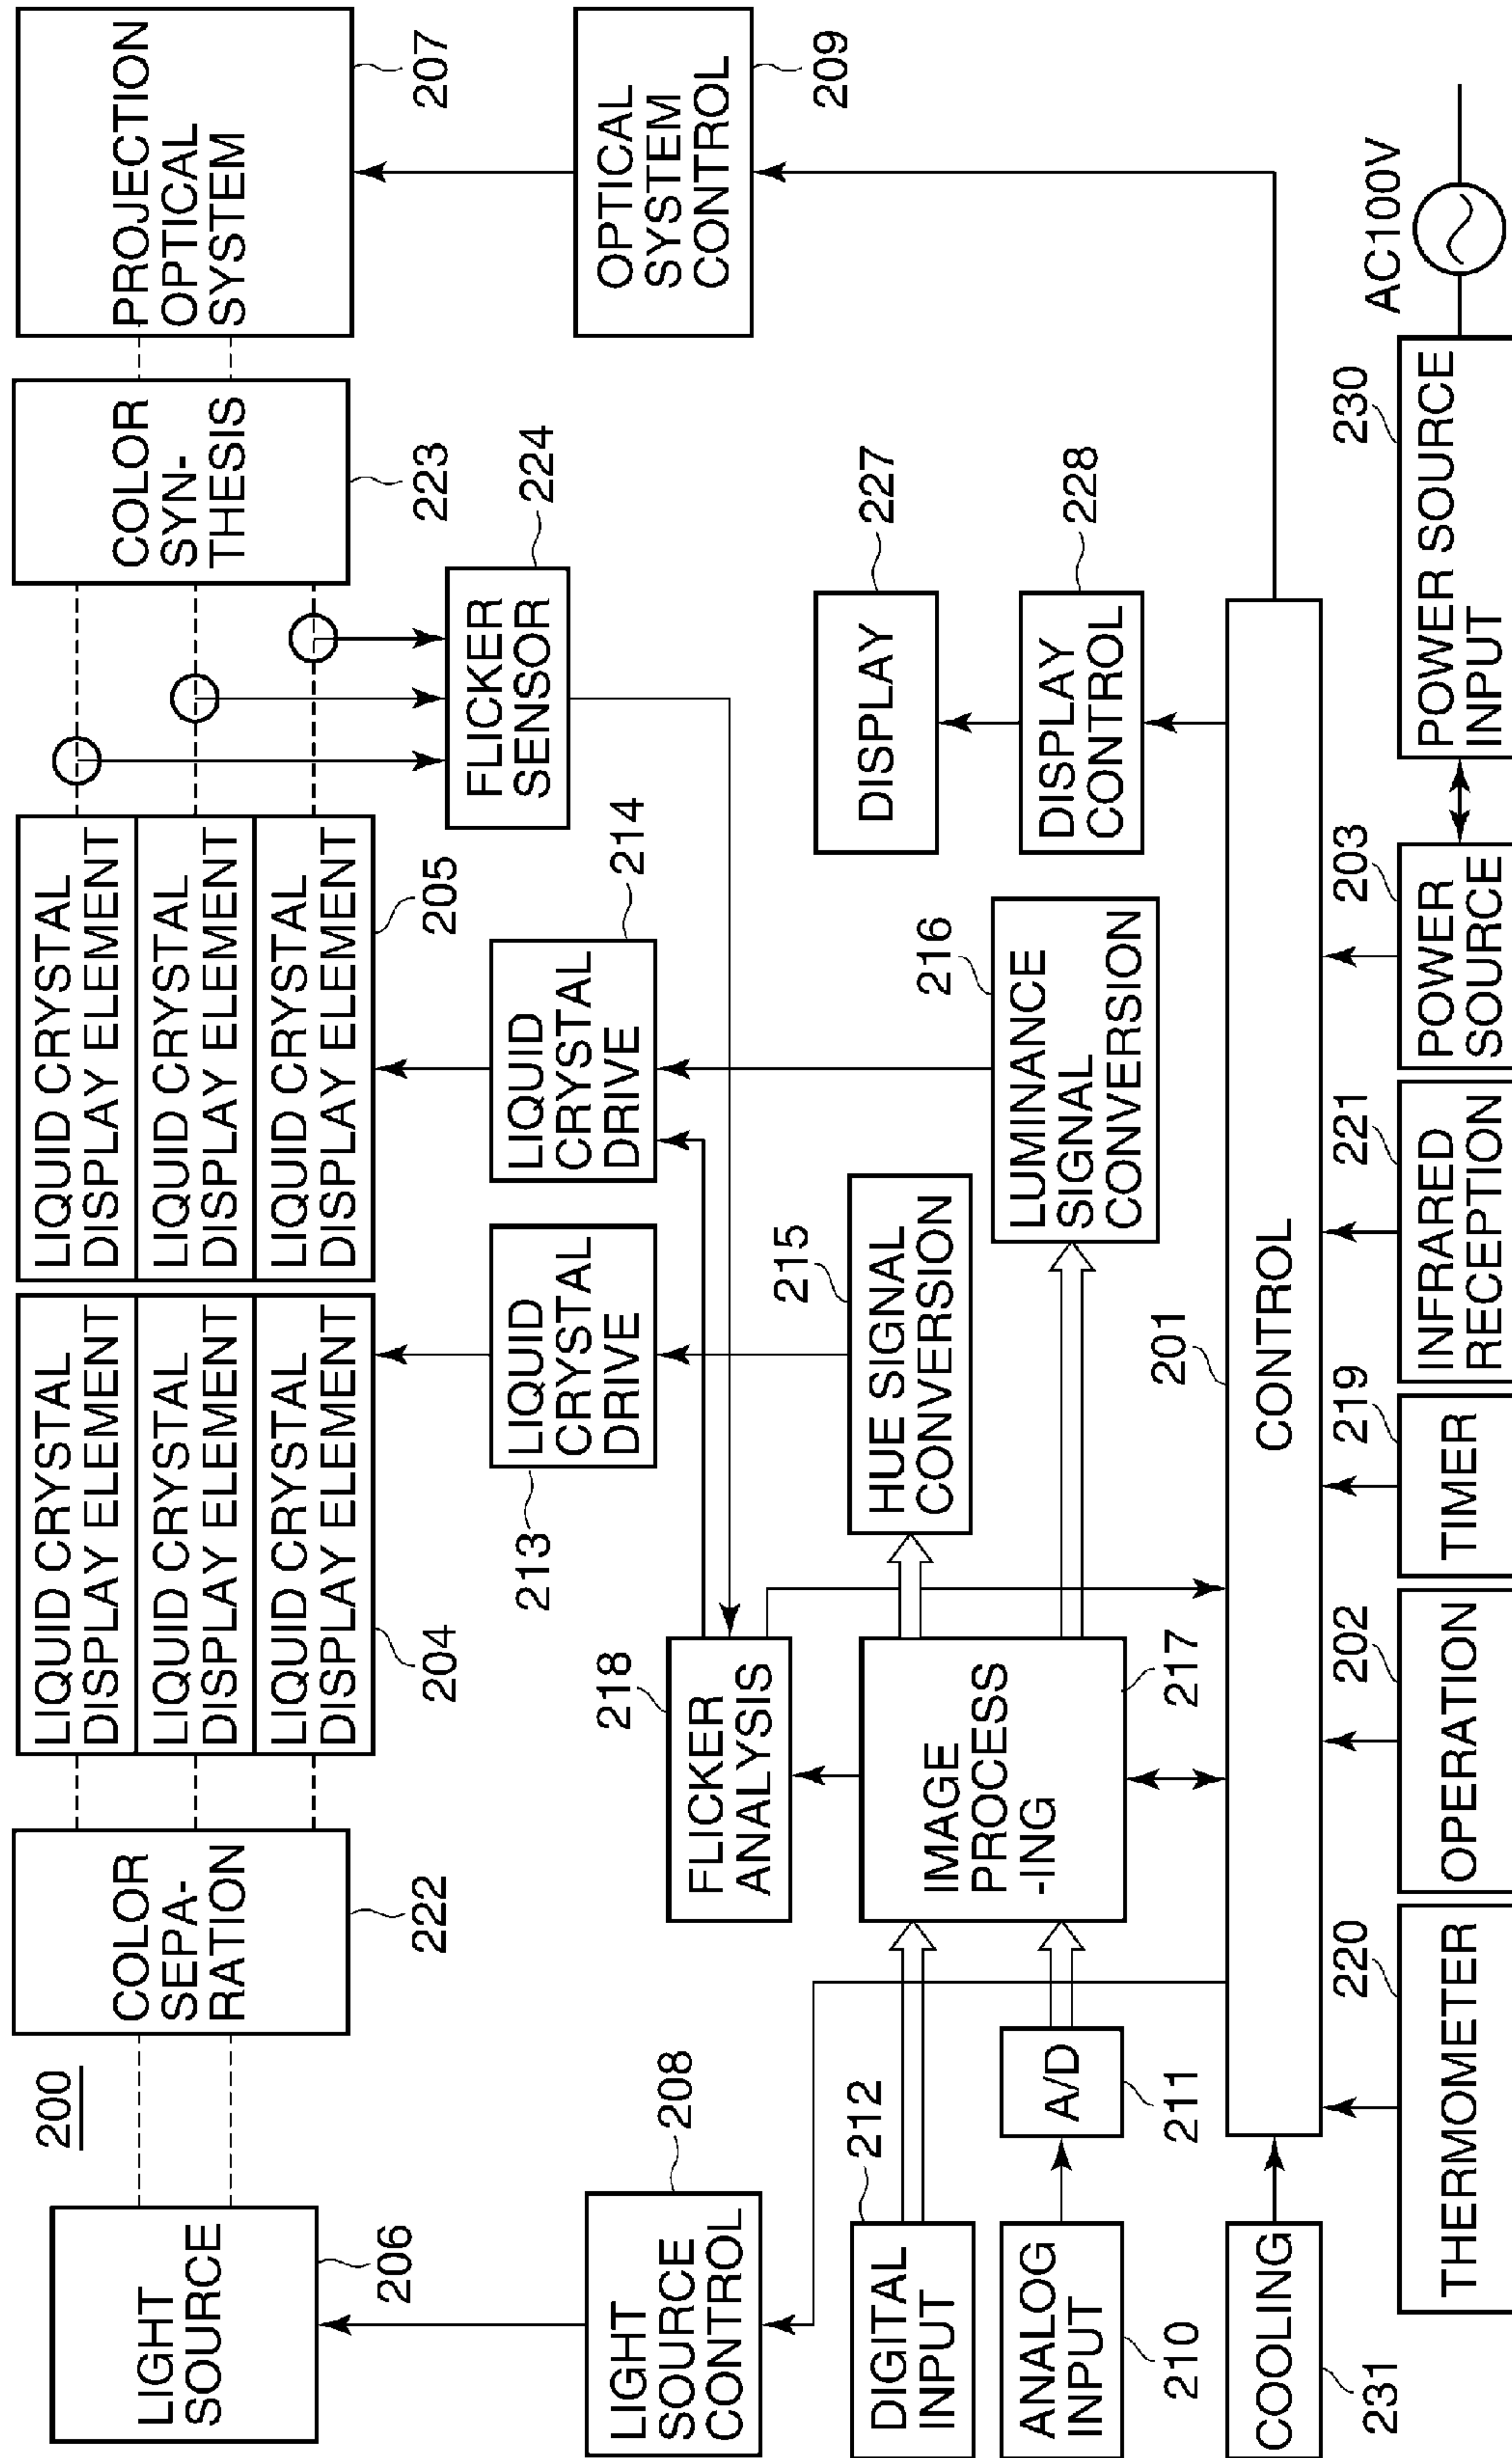 200
LIGHT
SOURCE
206
COLOR
SEPA-
RATION
222
LIQUID CRYSTAL
DISPLAY ELEMENT
LIQUID CRYSTAL
DISPLAY ELEMENT
LIQUID CRYSTAL
DISPLAY ELEMENT
204
LIQUID CRYSTAL
DISPLAY ELEMENT
LIQUID CRYSTAL
DISPLAY ELEMENT
LIQUID CRYSTAL
DISPLAY ELEMENT
205
COLOR
SYN-
THESIS
223
PROJECTION
OPTICAL
SYSTEM
207
LIGHT
SOURCE
CONTROL
208
FLICKER
ANALYSIS
218
LIQUID
CRYSTAL
DRIVE
213
LIQUID
CRYSTAL
DRIVE
214
FLICKER
SENSOR
224
OPTICAL
SYSTEM
CONTROL
209
DIGITAL
INPUT
212
ANALOG
INPUT
210
A/D
211
IMAGE
PROCESS
-ING
217
HUE SIGNAL
CONVERSION
215
LUMINANCE
SIGNAL
CONVERSION
216
DISPLAY
227
DISPLAY
CONTROL
228
COOLING
231
CONTROL
201
THERMOMETER
220
OPERATION
202
TIMER
219
INFRARED
RECEPTION
221
POWER
SOURCE
203
POWER SOURCE
INPUT
230
AC100V